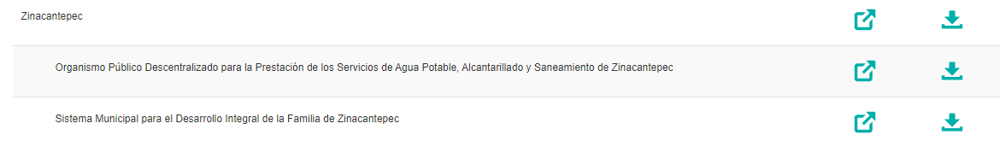 Zinacantepec
Organismo Público Descentralizado para la Prestación de los Servicios de Agua Potable, Alcantarillado y Saneamiento de Zinacantepec
Sistema Municipal para el Desarrollo Integral de la Familia de Zinacantepec